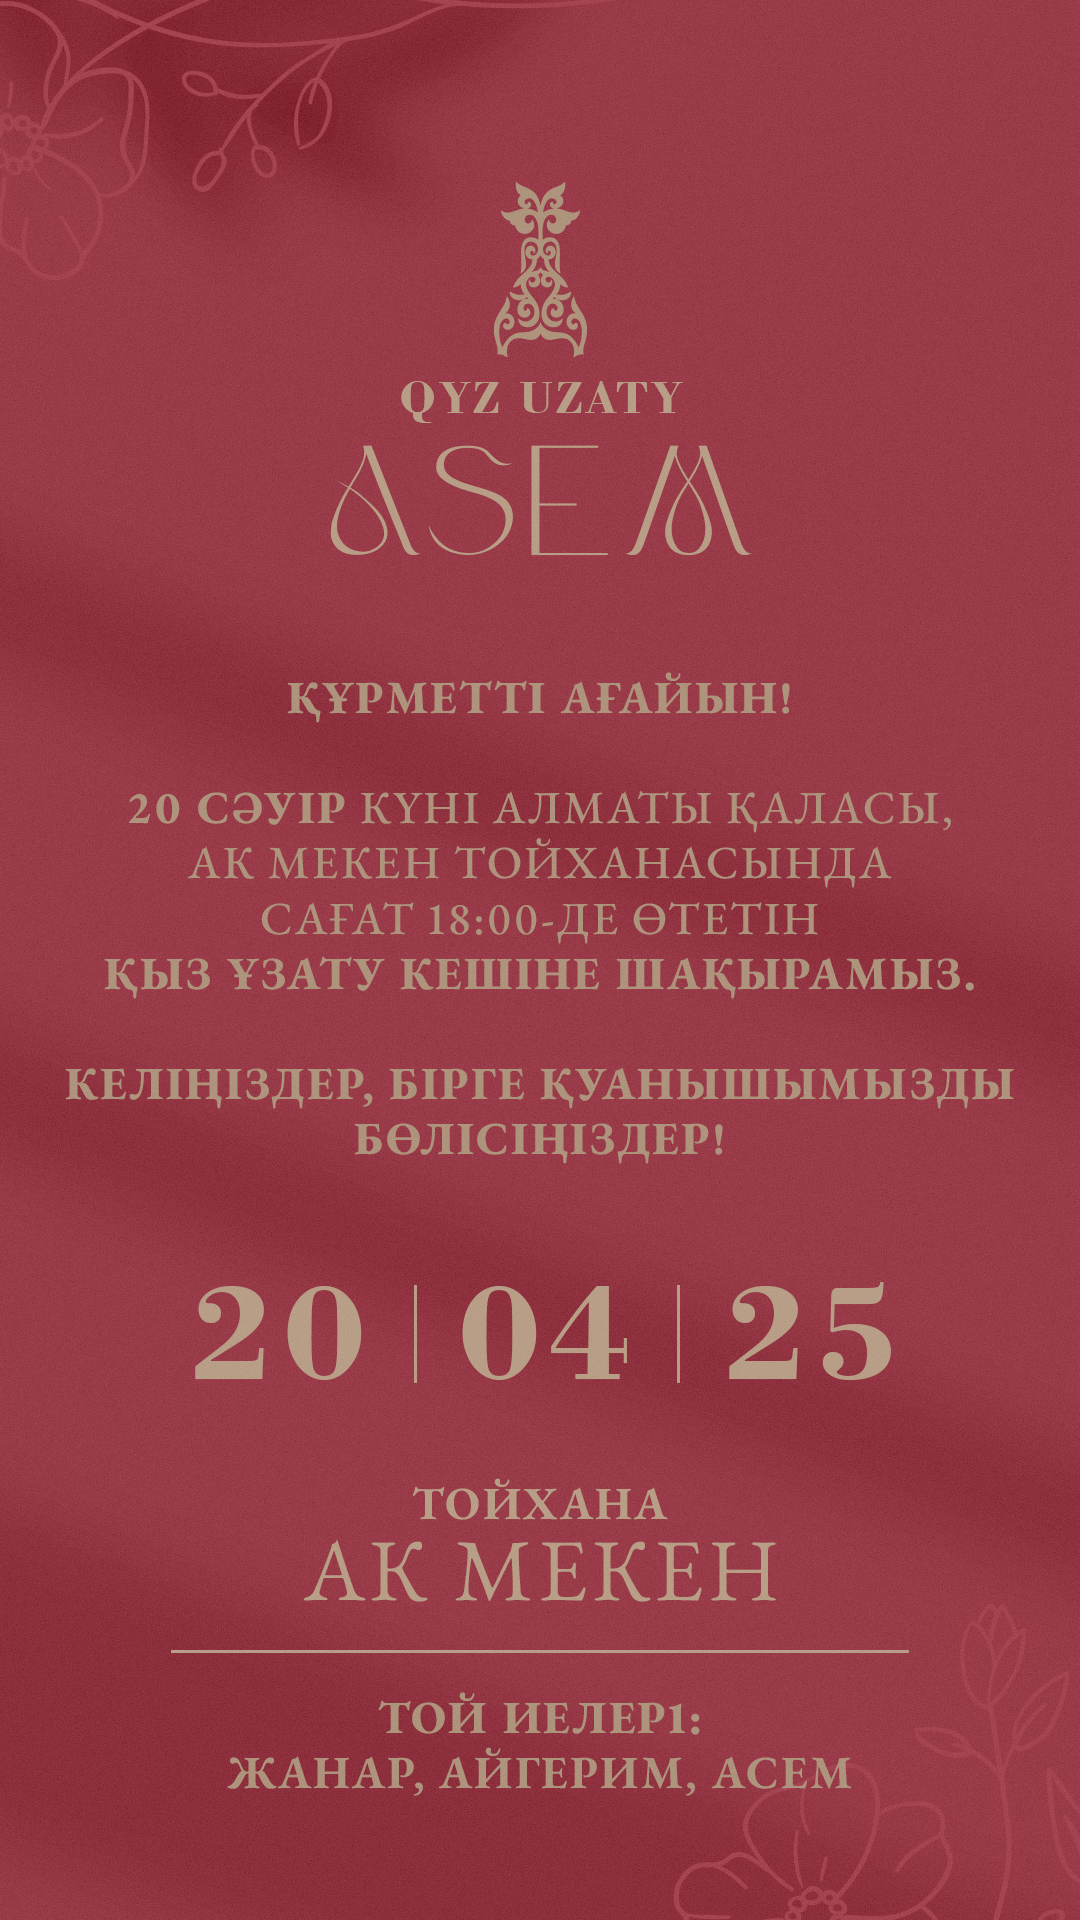 QYZ UZATY
ASEM
ҚҰРМЕТТІ АҒАЙЫН!
20 СӘУІР КҮНІ АЛМАТЫ ҚАЛАСЫ,
АК МЕКЕН ТОЙХАНАСЫНДА
САҒАТ 18:00-ДЕ ӨТЕТІН
ҚЫЗ ҰЗАТУ КЕШІНЕ ШАҚЫРАМЫЗ.
КЕЛІҢІЗДЕР, БІРГЕ ҚУАНЫШЫМЫЗДЫ
БӨЛІСІҢІЗДЕР!
20 | 04 | 25
ТОЙХАНА
АК МЕКЕН
ТОЙ ИЕЛЕР1:
ЖАНАР, АЙГЕРИМ, АСЕМ